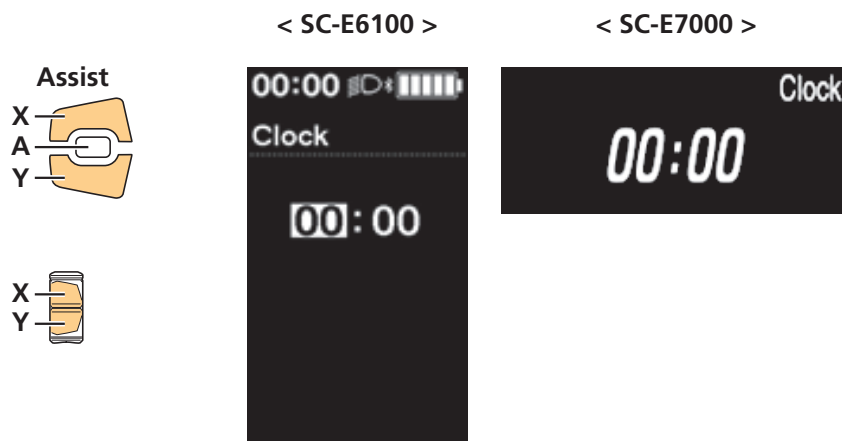 < SC-E6100 >
< SC-E7000 >
Assist
X
A
Y
X
Y
00:00
Clock
00:00
Clock
00:00